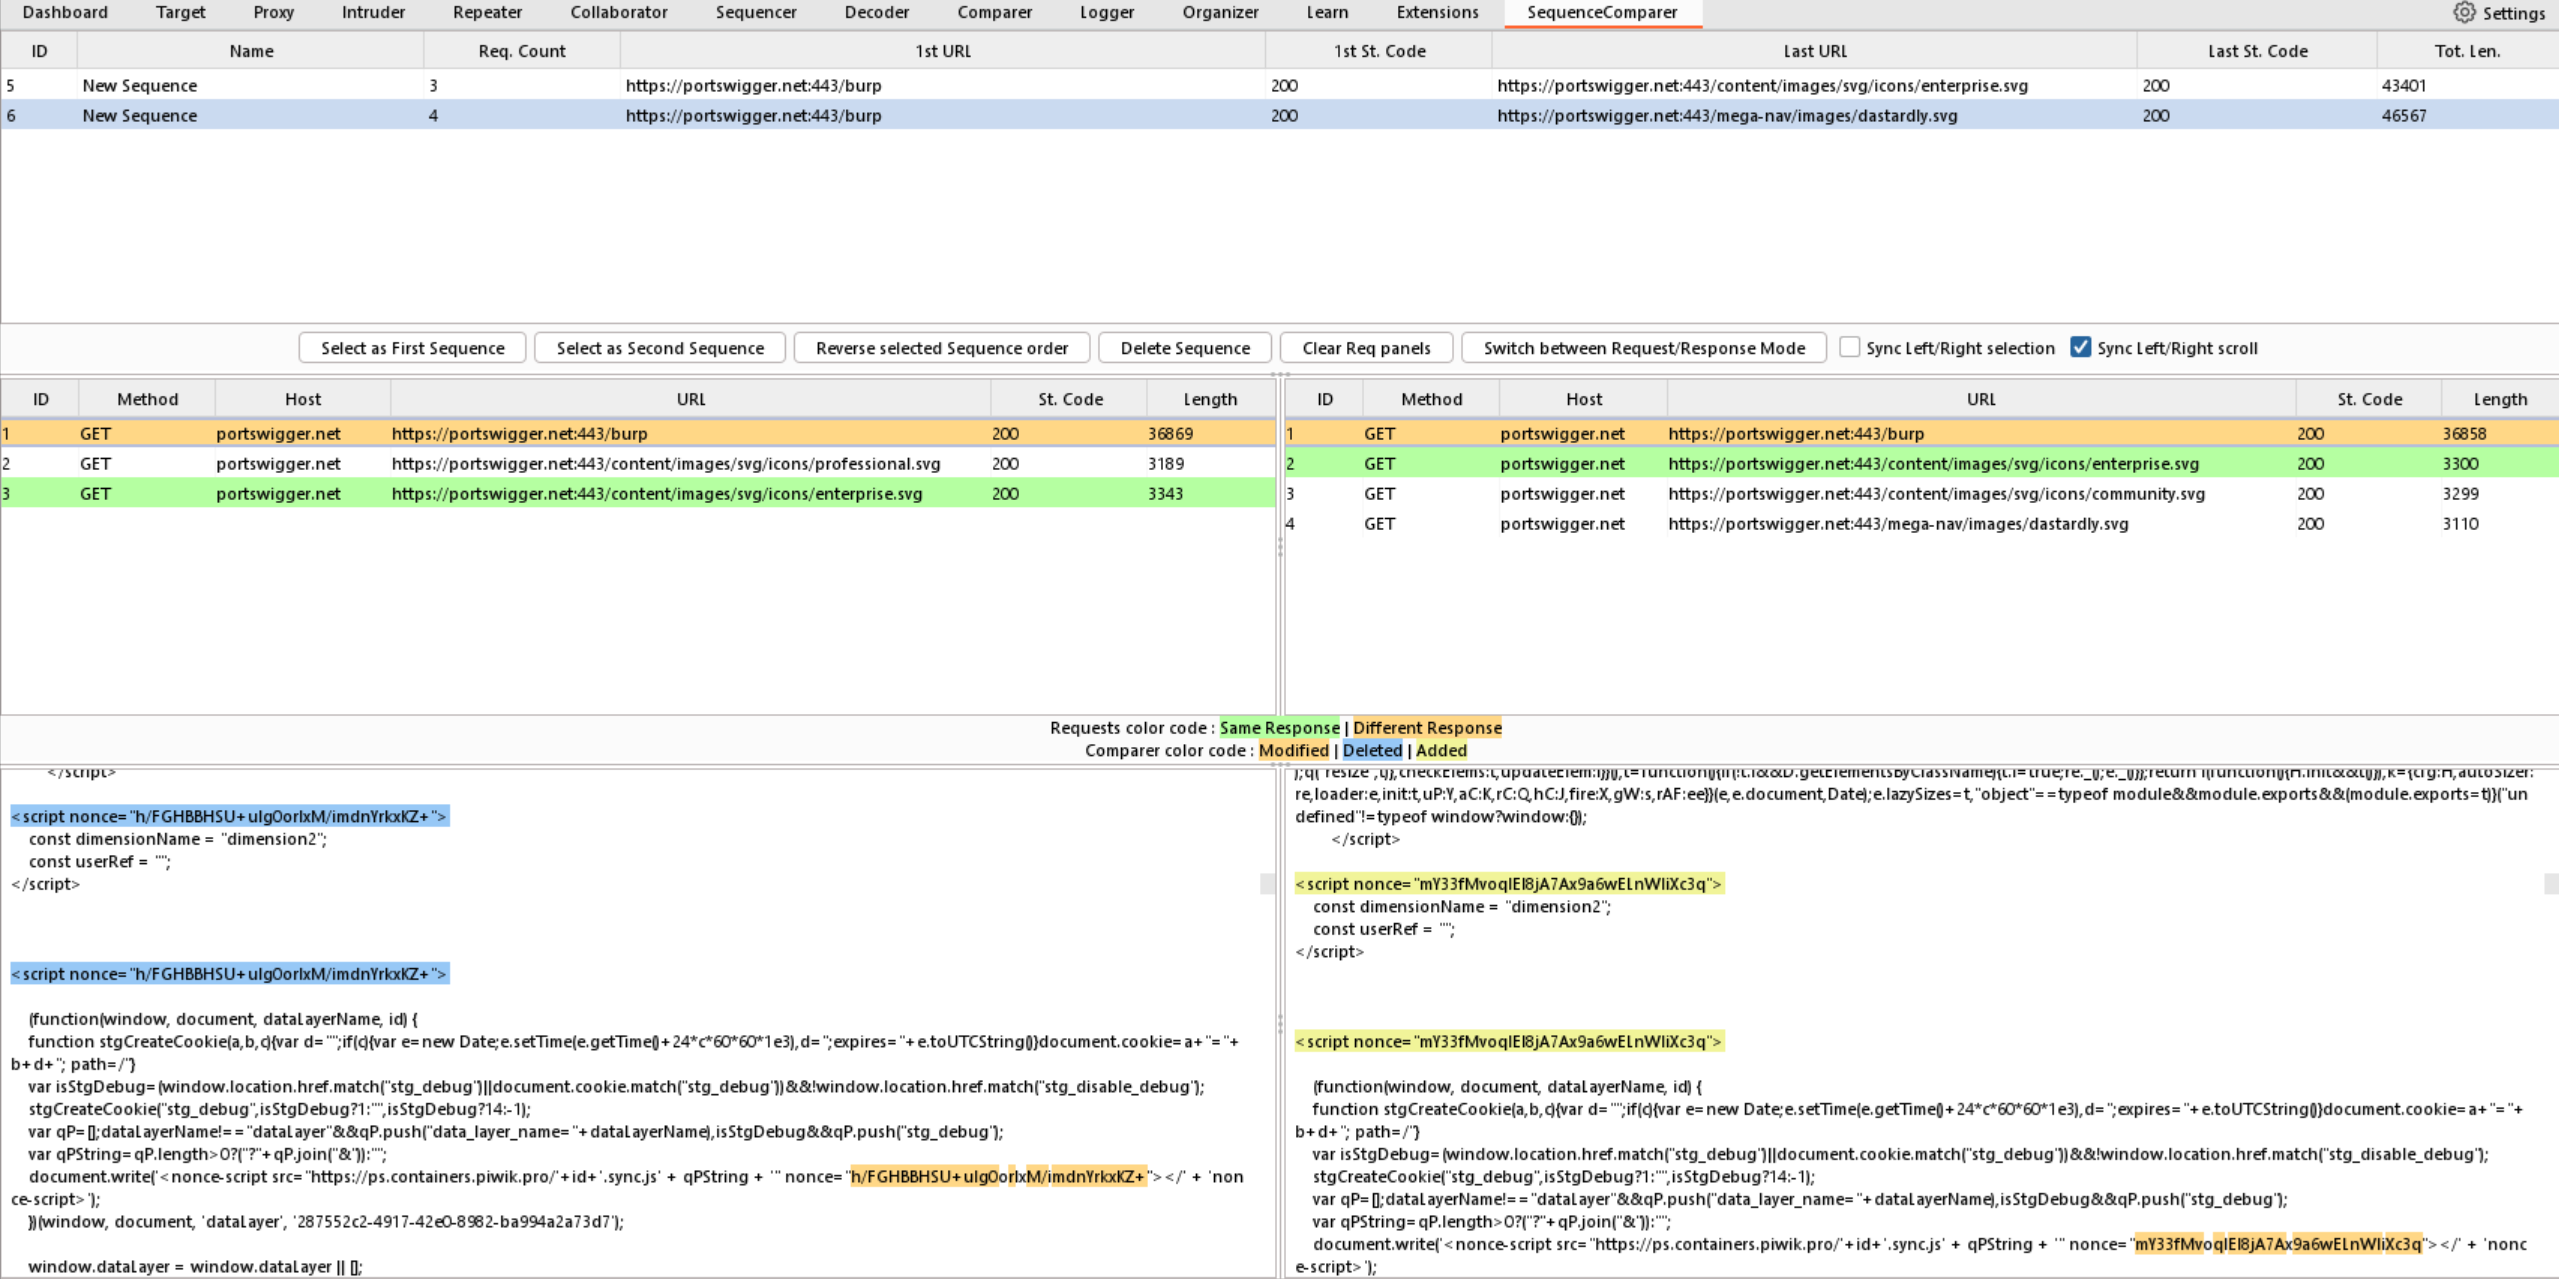 Dashboard Target Proxy Intruder Repeater Collaborator Sequencer Decoder Comparer Logger Organizer Learn Extensions SequenceComparer Settings
ID Name Req. Count 1st URL 1st St. Code Last URL Last St. Code Tot. Len.
5 New Sequence 3 https://portswigger.net:443/burp 200 https://portswigger.net:443/content/images/svg/icons/enterprise.svg 200 43401
6 New Sequence 4 https://portswigger.net:443/burp 200 https://portswigger.net:443/mega-nav/images/dastardly.svg 200 46567
Select as First Sequence Select as Second Sequence Reverse selected Sequence order Delete Sequence Clear Req panels Switch between Request/Response Mode Sync Left/Right selection Sync Left/Right scroll
ID Method Host URL St. Code Length
1 GET portswigger.net https://portswigger.net:443/burp 200 36869
2 GET portswigger.net https://portswigger.net:443/content/images/svg/icons/professional.svg 200 3189
3 GET portswigger.net https://portswigger.net:443/content/images/svg/icons/enterprise.svg 200 3343
ID Method Host URL St. Code Length
1 GET portswigger.net https://portswigger.net:443/burp 200 36858
2 GET portswigger.net https://portswigger.net:443/content/images/svg/icons/enterprise.svg 200 3300
3 GET portswigger.net https://portswigger.net:443/content/images/svg/icons/community.svg 200 3299
4 GET portswigger.net https://portswigger.net:443/mega-nav/images/dastardly.svg 200 3110
Requests color code : Same Response | Different Response
Comparer color code : Modified | Deleted | Added
</script>
<script nonce="h/FGHBBHSU+uIgOorIxM/imdnYrkxKZ+">
const dimensionName = "dimension2";
const userRef = "";
</script>
<script nonce="h/FGHBBHSU+uIgOorIxM/imdnYrkxKZ+">
(function(window, document, dataLayerName, id) {
function stgCreateCookie(a,b,c){var d="";if(c){var e=new Date;e.setTime(e.getTime()+24*c*60*60*1e3),d=";expires="+e.toUTCString()}document.cookie=a+"="+
b+d+"; path=/"}
var isStgDebug=(window.location.href.match("stg_debug")||document.cookie.match("stg_debug"))&&!window.location.href.match("stg_disable_debug");
stgCreateCookie("stg_debug",isStgDebug?1:"",isStgDebug?14:-1);
var qP=[];dataLayerName!=="dataLayer"&&qP.push("data_layer_name="+dataLayerName),isStgDebug&&qP.push("stg_debug");
var qPString=qP.length>0?("?"+qP.join("&")):"";
document.write('<nonce-script src="https://ps.containers.piwik.pro/'+id+'.sync.js' + qPString + '" nonce="h/FGHBBHSU+uIgOorIxM/imdnYrkxKZ+"></' + 'non
ce-script>');
})(window, document, 'dataLayer', '287552c2-4917-42e0-8982-ba994a2a73d7');
window.dataLayer = window.dataLayer || [];
re,loader:e,init:t,uP:Y,aC:K,rC:Q,hC:J,fire:X,gW:s,rAF:ee}}(e,e.document,Date);e.lazySizes=t,"object"==typeof module&&module.exports&&(module.exports=t)}("un
defined"!=typeof window?window:{});
</script>
<script nonce="mY33fMvoqIEI8jA7Ax9a6wELnWIiXc3q">
const dimensionName = "dimension2";
const userRef = "";
</script>
<script nonce="mY33fMvoqIEI8jA7Ax9a6wELnWIiXc3q">
(function(window, document, dataLayerName, id) {
function stgCreateCookie(a,b,c){var d="";if(c){var e=new Date;e.setTime(e.getTime()+24*c*60*60*1e3),d=";expires="+e.toUTCString()}document.cookie=a+"="+
b+d+"; path=/"}
var isStgDebug=(window.location.href.match("stg_debug")||document.cookie.match("stg_debug"))&&!window.location.href.match("stg_disable_debug");
stgCreateCookie("stg_debug",isStgDebug?1:"",isStgDebug?14:-1);
var qP=[];dataLayerName!=="dataLayer"&&qP.push("data_layer_name="+dataLayerName),isStgDebug&&qP.push("stg_debug");
var qPString=qP.length>0?("?"+qP.join("&")):"";
document.write('<nonce-script src="https://ps.containers.piwik.pro/'+id+'.sync.js' + qPString + '" nonce="mY33fMvoqIEI8jA7Ax9a6wELnWIiXc3q"></' + 'nonc
e-script>');